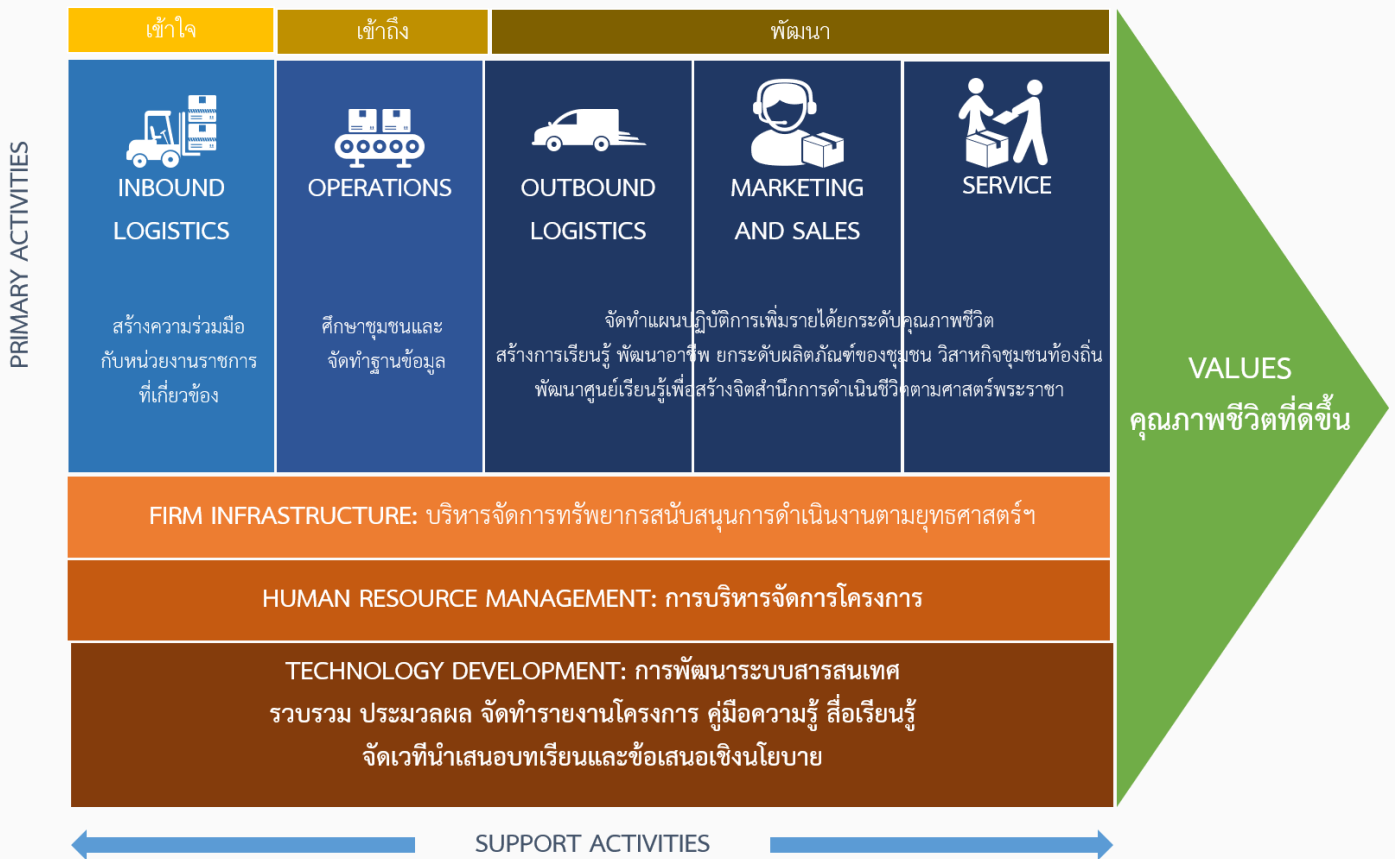 เข้าใจ
เข้าถึง
พัฒนา
PRIMARY ACTIVITIES
INBOUND
LOGISTICS
สร้างความร่วมมือ
กับหน่วยงานราชการ
ที่เกี่ยวข้อง
OPERATIONS
ศึกษาชุมชนและ
จัดทำฐานข้อมูล
OUTBOUND
LOGISTICS
MARKETING
AND SALES
SERVICE
จัดทำแผนปฏิบัติการเพิ่มรายได้ยกระดับคุณภาพชีวิต
สร้างการเรียนรู้ พัฒนาอาชีพ ยกระดับผลิตภัณฑ์ของชุมชน วิสาหกิจชุมชนท้องถิ่น
พัฒนาศูนย์เรียนรู้เพื่อสร้างจิตสำนึกการดำเนินชีวิตตามศาสตร์พระราชา
VALUES
คุณภาพชีวิตที่ดีขึ้น
FIRM INFRASTRUCTURE: บริหารจัดการทรัพยากรสนับสนุนการดำเนินงานตามยุทธศาสตร์ฯ
HUMAN RESOURCE MANAGEMENT: การบริหารจัดการโครงการ
TECHNOLOGY DEVELOPMENT: การพัฒนาระบบสารสนเทศ
รวบรวม ประมวลผล จัดทำรายงานโครงการ คู่มือความรู้ สื่อเรียนรู้
จัดเวทีนำเสนอบทเรียนและข้อเสนอเชิงนโยบาย
SUPPORT ACTIVITIES